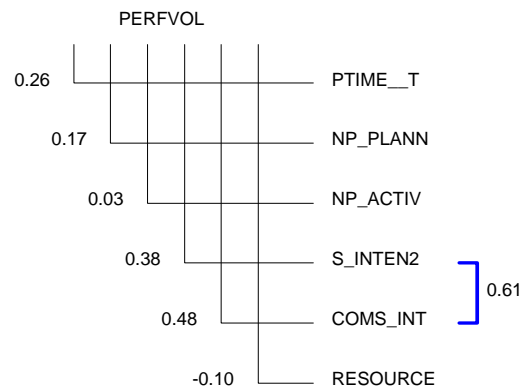 PERFVOL
0.26 PTIME__T
0.17 NP_PLANN
0.03 NP_ACTIV
0.38 S_INTEN2
0.61
0.48 COMS_INT
-0.10 RESOURCE